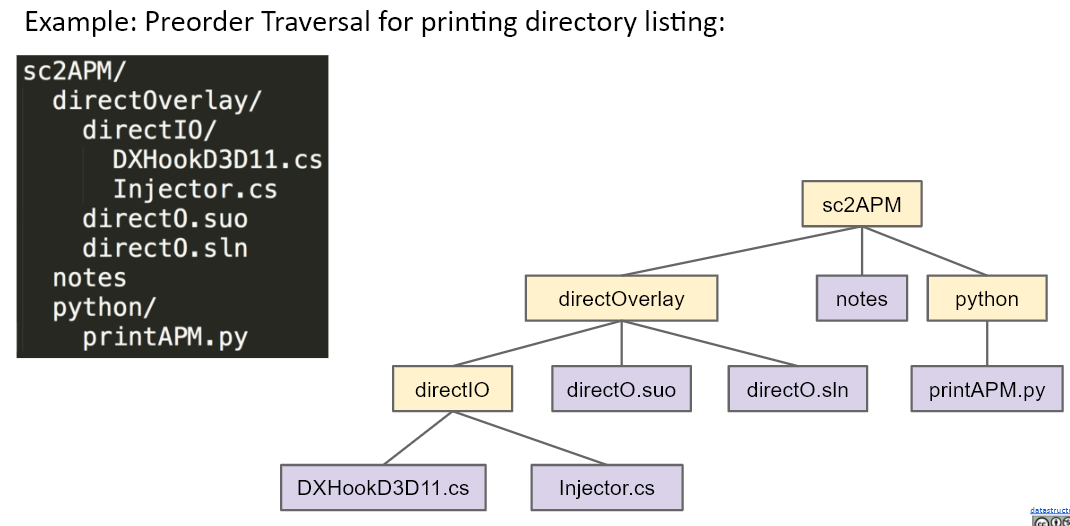 Example: Preorder Traversal for printing directory listing:
sc2APM/
directOverlay/
directIO/
DXHookD3D11.cs
Injector.cs
directO.suo
directO.sln
notes
python/
printAPM.py
sc2APM
directOverlay
notes
python
directIO
directO.suo
directO.sln
printAPM.py
DXHookD3D11.cs
Injector.cs